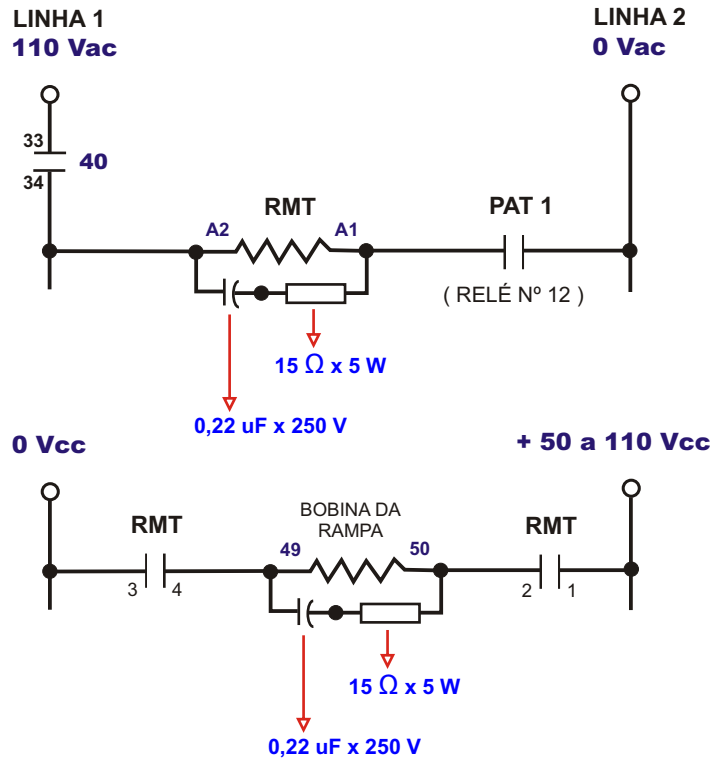 LINHA 1
110 Vac
LINHA 2
0 Vac
33
34
40
RMT
A2
A1
PAT 1
( RELÉ Nº 12 )
15 Ω x 5 W
0,22 uF x 250 V
0 Vcc
+ 50 a 110 Vcc
RMT
3
4
BOBINA DA
RAMPA
49
50
RMT
2
1
15 Ω x 5 W
0,22 uF x 250 V